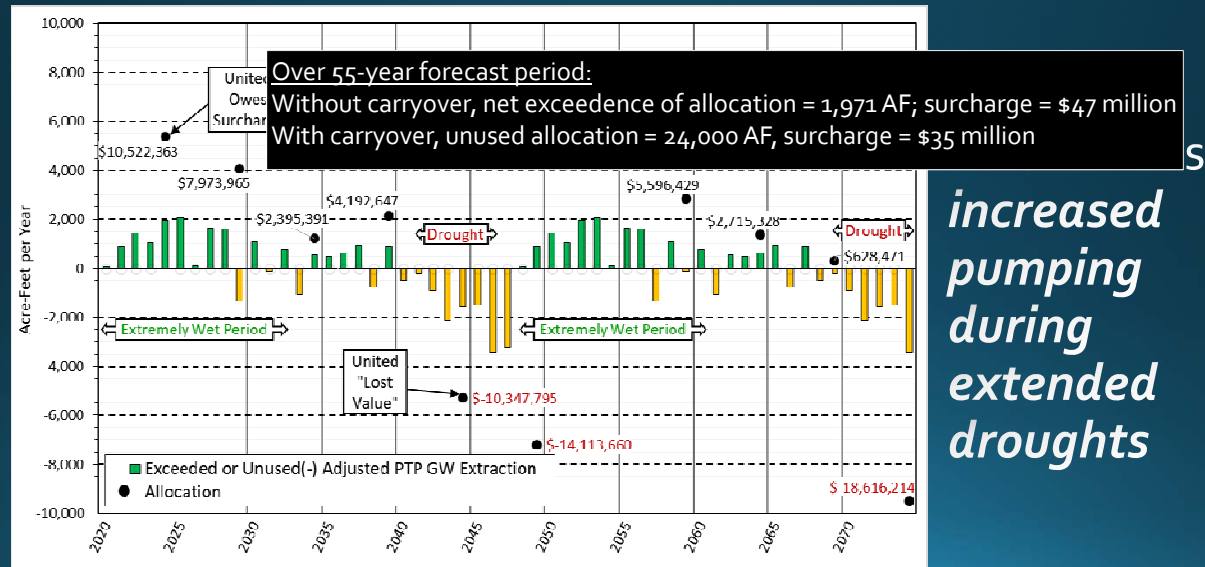 10,000
8,000
6,000
4,000
2,000
0
-2,000
4,000
-6,000
-8,000
-10,000
Acre-Feet per Year
Owes
Over 55-year forecast period:
Without carryover, net exceedence of allocation = 1,971 AF; surcharge = $47 million
With carryover, unused allocation = 24,000 AF, surcharge = $35 million
$10,522,363
$7,973,965
$2,395,391
$4,192,647
Drought
$5,596,429
$2,715,328
Drought
$628,471
Extremely Wet Period
Extremely Wet Period
United
"Lost
Value"
$-10,347,795
$-14,113,660
$ 18,616,214
Exceeded or Unused(-) Adjusted PTP GW Extraction
Allocation
2020
2025
2030
2035
2040
2045
2050
2055
2060
2065
2070
increased
pumping
during
extended
droughts